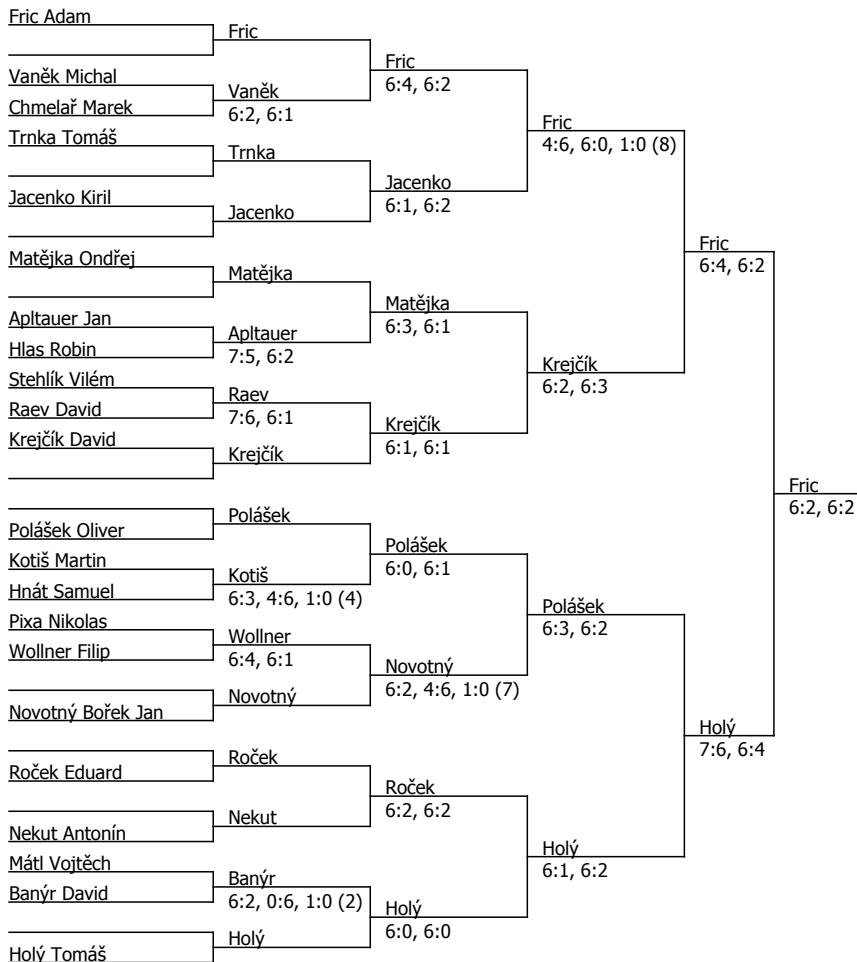 Fric Adam
Fric
Fric
6:4, 6:2
Vaněk Michal
Vaněk
6:2, 6:1
Chmelař Marek
Fric
4:6, 6:0, 1:0 (8)
Trnka Tomáš
Trnka
Jacenko
6:1, 6:2
Jacenko Kiril
Jacenko
Fric
6:4, 6:2
Matějka Ondřej
Matějka
Matějka
6:3, 6:1
Apltauer Jan
Apltauer
7:5, 6:2
Hlas Robin
Krejčík
6:2, 6:3
Stehlík Vilém
Raev
7:6, 6:1
Raev David
Krejčík
6:1, 6:1
Krejčík David
Krejčík
Fric
6:2, 6:2
Polášek
Polášek Oliver
Polášek
6:0, 6:1
Kotiš Martin
Kotiš
6:3, 4:6, 1:0 (4)
Hnát Samuel
Polášek
6:3, 6:2
Pixa Nikolas
Wollner
6:4, 6:1
Wollner Filip
Novotný
6:2, 4:6, 1:0 (7)
Novotný
Novotný Bořek Jan
Holý
7:6, 6:4
Roček
Roček Eduard
Roček
6:2, 6:2
Nekut
Nekut Antonín
Holý
6:1, 6:2
Mátl Vojtěch
Banýr
6:2, 0:6, 1:0 (2)
Banýr David
Holý
6:0, 6:0
Holý
Holý Tomáš